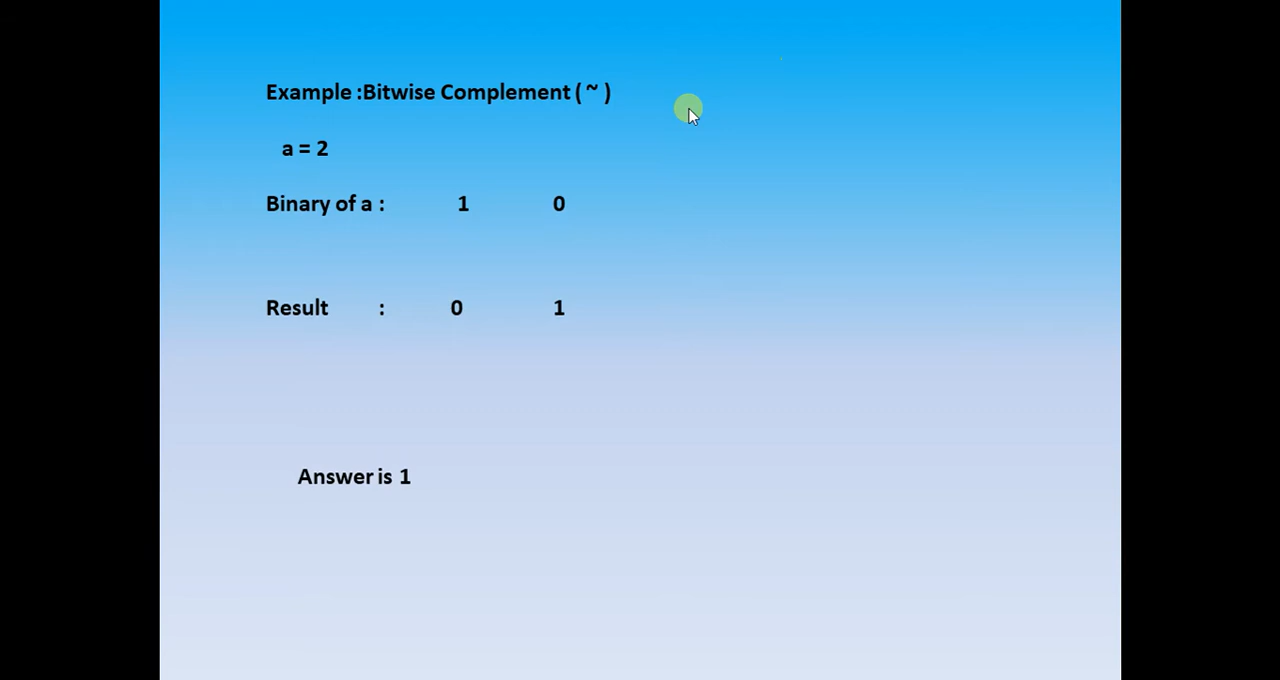 Example :Bitwise Complement ( ~ )
a = 2
Binary of a : 1 0
Result : 0 1
Answer is 1